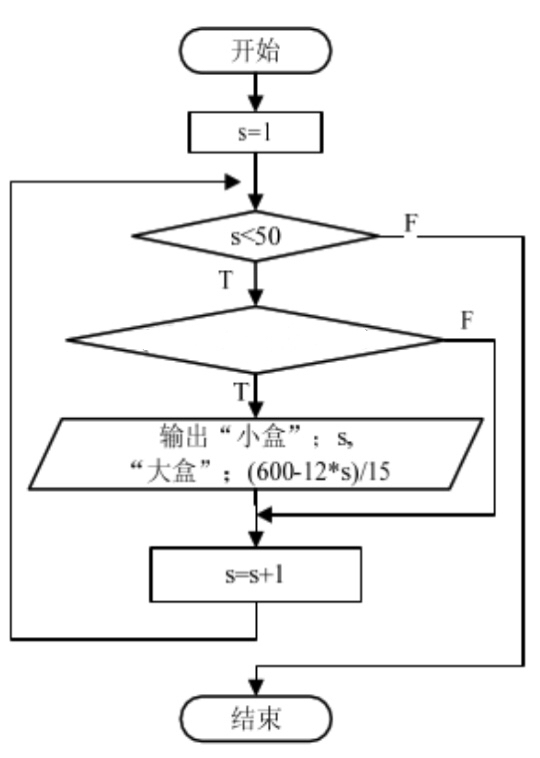 开始
s=1
s<50
F
T
F
T
输出“小盒”；s,
“大盒”；(600-12*s)/15
s=s+1
结束